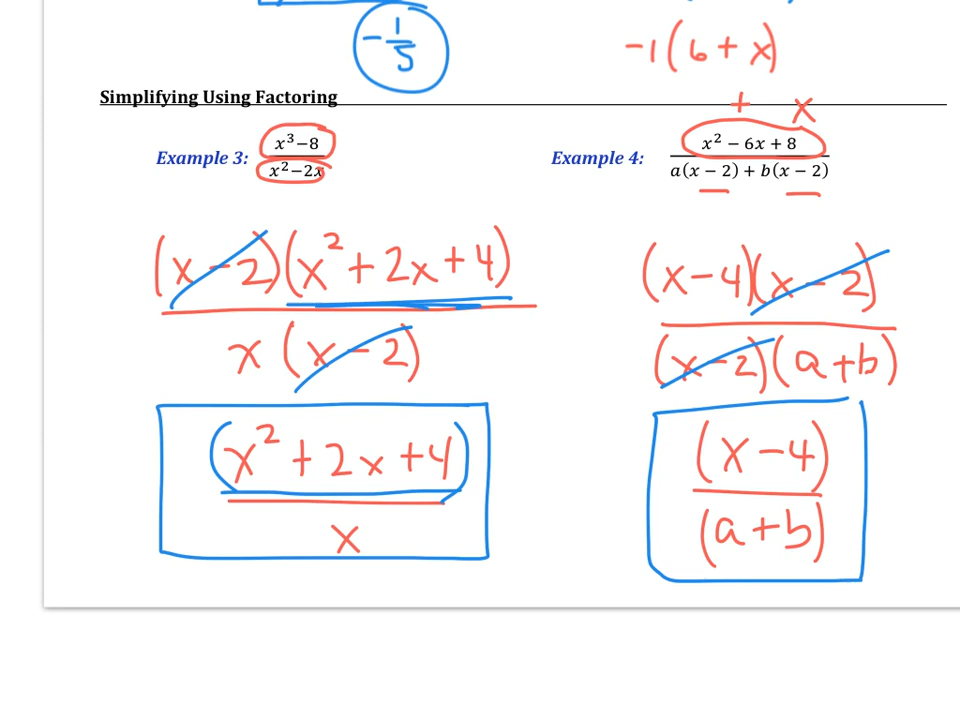 -1/5
-1(6 + x)
Simplifying Using Factoring
+ x
Example 3: (x³−8)/(x²−2x)
Example 4: (x² − 6x + 8)/(a(x − 2) + b(x − 2))
(x−2)(x²+2x+4)
x(x−2)
(x−4)(x−2)
(x−2)(a+b)
(x²+2x+4)
x
(x−4)
(a+b)